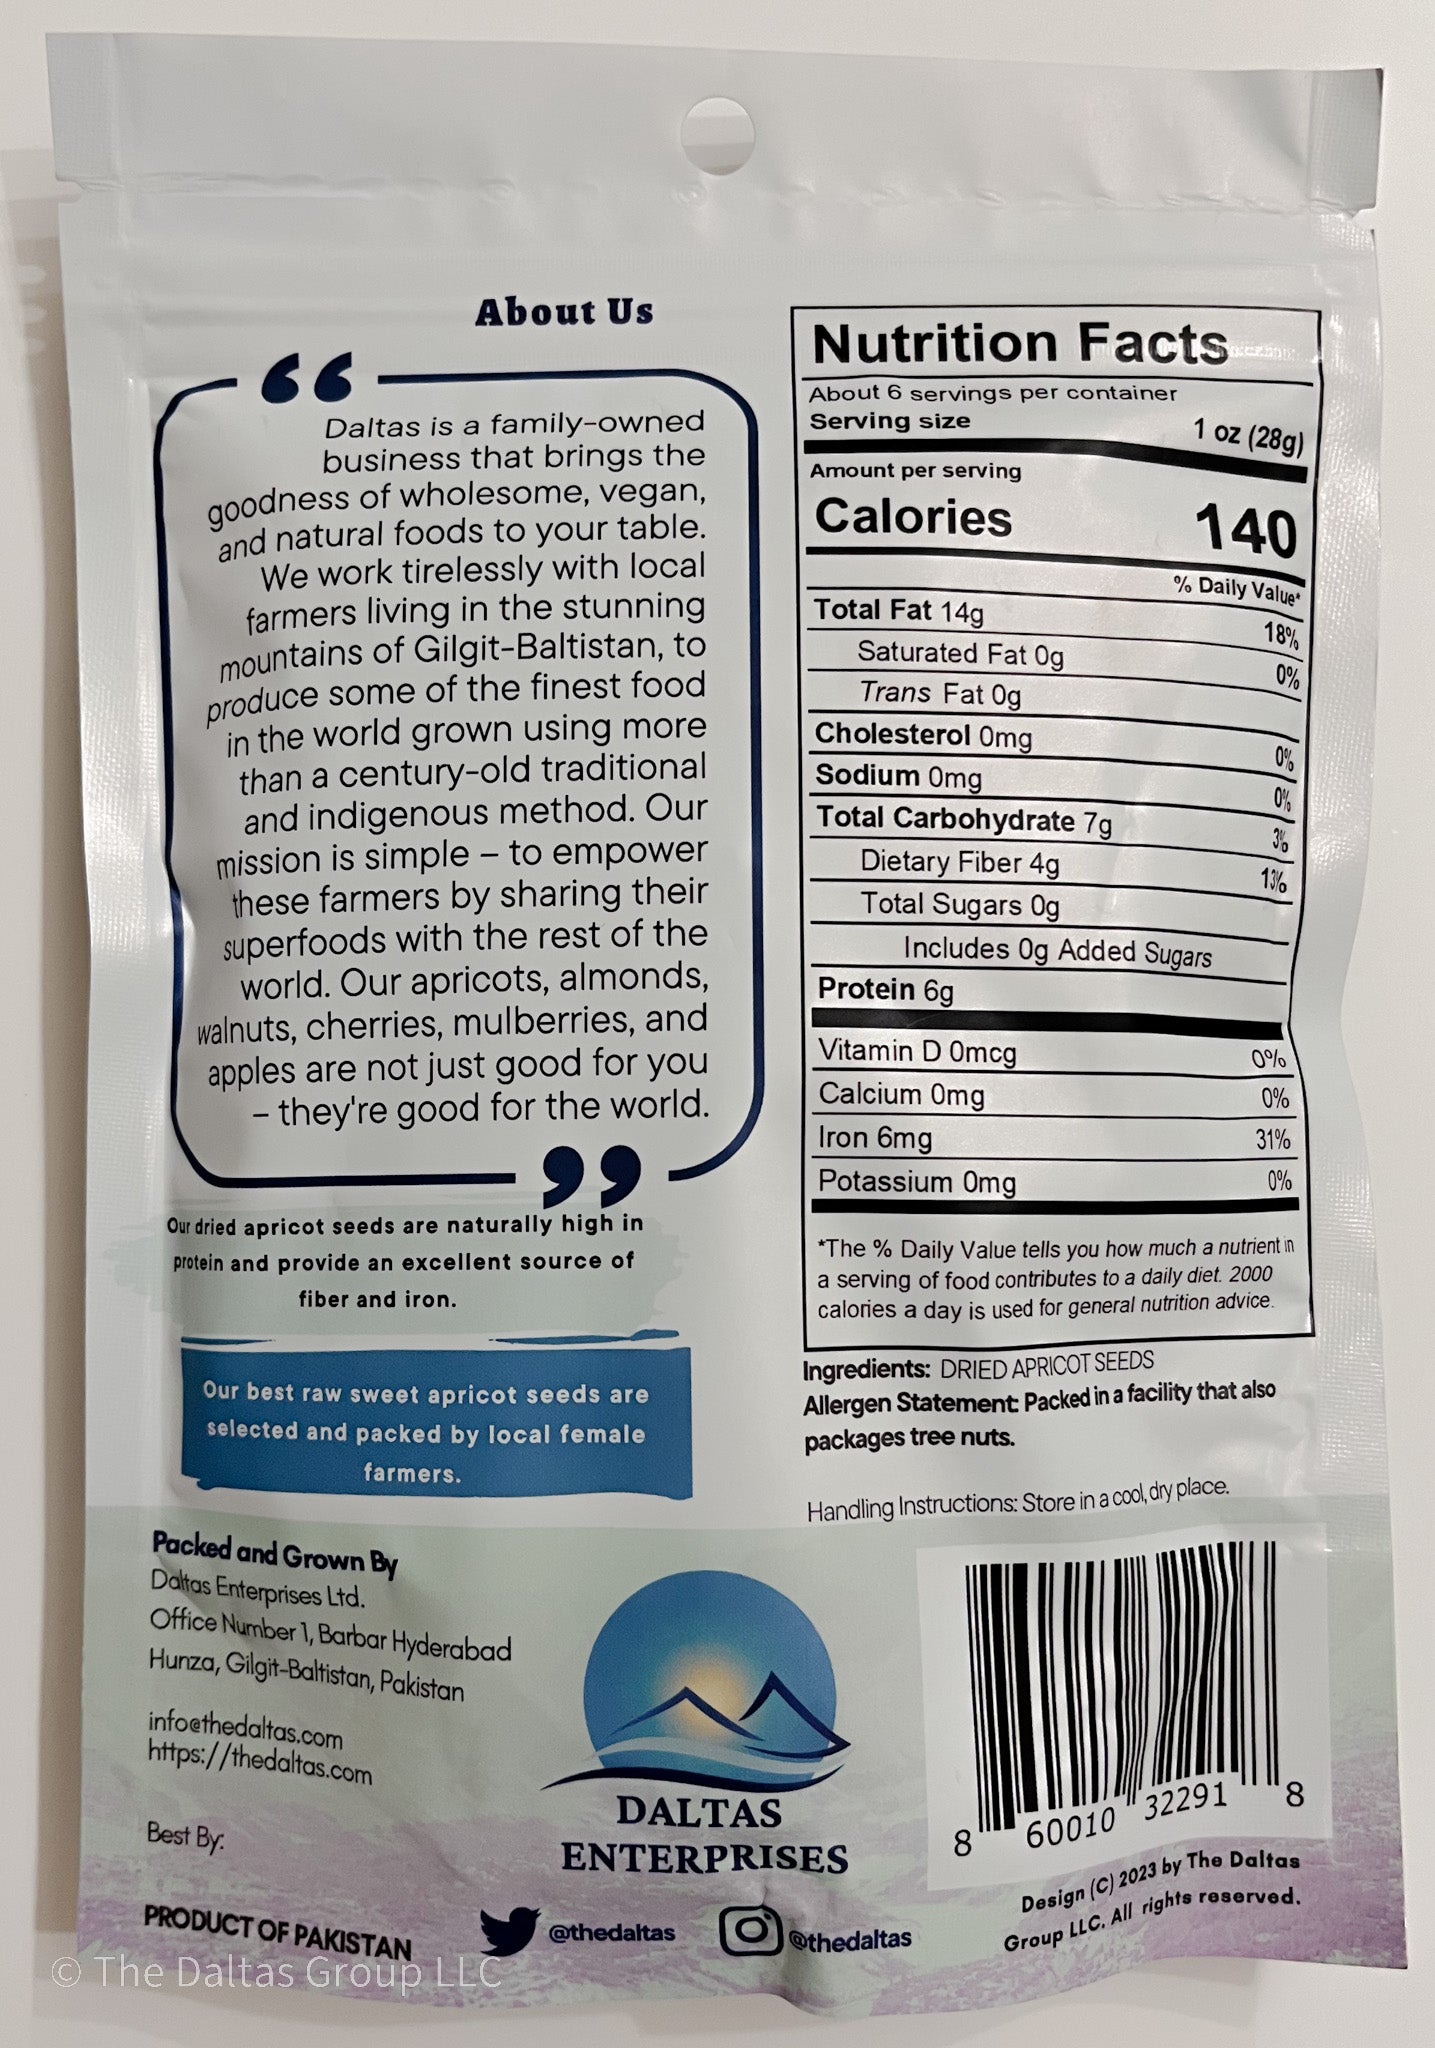 About Us
“
Daltas is a family-owned
business that brings the
goodness of wholesome, vegan,
and natural foods to your table.
We work tirelessly with local
farmers living in the stunning
mountains of Gilgit-Baltistan, to
produce some of the finest food
in the world grown using more
than a century-old traditional
and indigenous method. Our
mission is simple – to empower
these farmers by sharing their
superfoods with the rest of the
world. Our apricots, almonds,
walnuts, cherries, mulberries, and
apples are not just good for you
– they're good for the world.
”
Our dried apricot seeds are naturally high in
protein and provide an excellent source of
fiber and iron.
Our best raw sweet apricot seeds are
selected and packed by local female
farmers.
Packed and Grown By
Daltas Enterprises Ltd.
Office Number 1, Barbar Hyderabad
Hunza, Gilgit-Baltistan, Pakistan
info@thedaltas.com
https://thedaltas.com
Best By:
PRODUCT OF PAKISTAN
DALTAS
ENTERPRISES
@thedaltas
@thedaltas
Nutrition Facts
About 6 servings per container
Serving size 1 oz (28g)
Amount per serving
Calories 140
% Daily Value*
Total Fat 14g 18%
Saturated Fat 0g 0%
Trans Fat 0g
Cholesterol 0mg 0%
Sodium 0mg 0%
Total Carbohydrate 7g 3%
Dietary Fiber 4g 13%
Total Sugars 0g
Includes 0g Added Sugars
Protein 6g
Vitamin D 0mcg 0%
Calcium 0mg 0%
Iron 6mg 31%
Potassium 0mg 0%
*The % Daily Value tells you how much a nutrient in
a serving of food contributes to a daily diet. 2000
calories a day is used for general nutrition advice.
Ingredients: DRIED APRICOT SEEDS
Allergen Statement: Packed in a facility that also
packages tree nuts.
Handling Instructions: Store in a cool, dry place.
8 60010 32291 8
Design (C) 2023 by The Daltas
Group LLC. All rights reserved.
© The Daltas Group LLC